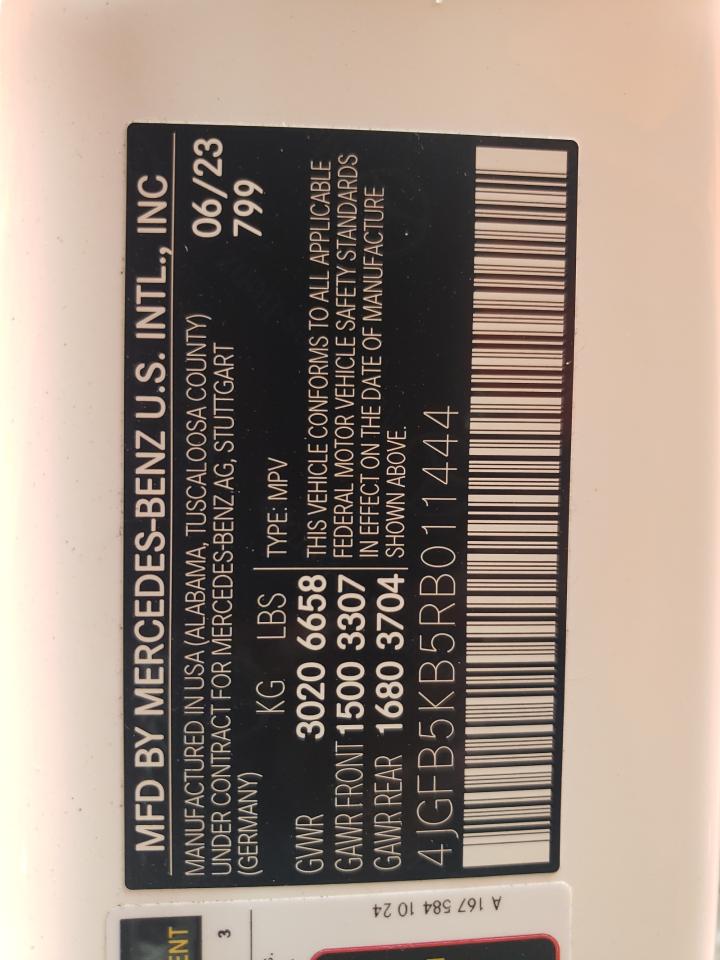 MFD BY MERCEDES-BENZ U.S. INTL., INC
MANUFACTURED IN USA (ALABAMA, TUSCALOOSA COUNTY) 06/23
UNDER CONTRACT FOR MERCEDES-BENZ AG, STUTTGART 799
(GERMANY)
KG LBS TYPE: MPV
GVWR 3020 6658 THIS VEHICLE CONFORMS TO ALL APPLICABLE
GAWR FRONT 1500 3307 FEDERAL MOTOR VEHICLE SAFETY STANDARDS
IN EFFECT ON THE DATE OF MANUFACTURE
GAWR REAR 1680 3704 SHOWN ABOVE.
4JGFB5KB5RB011444
A 167 584 10 24
ENT
3